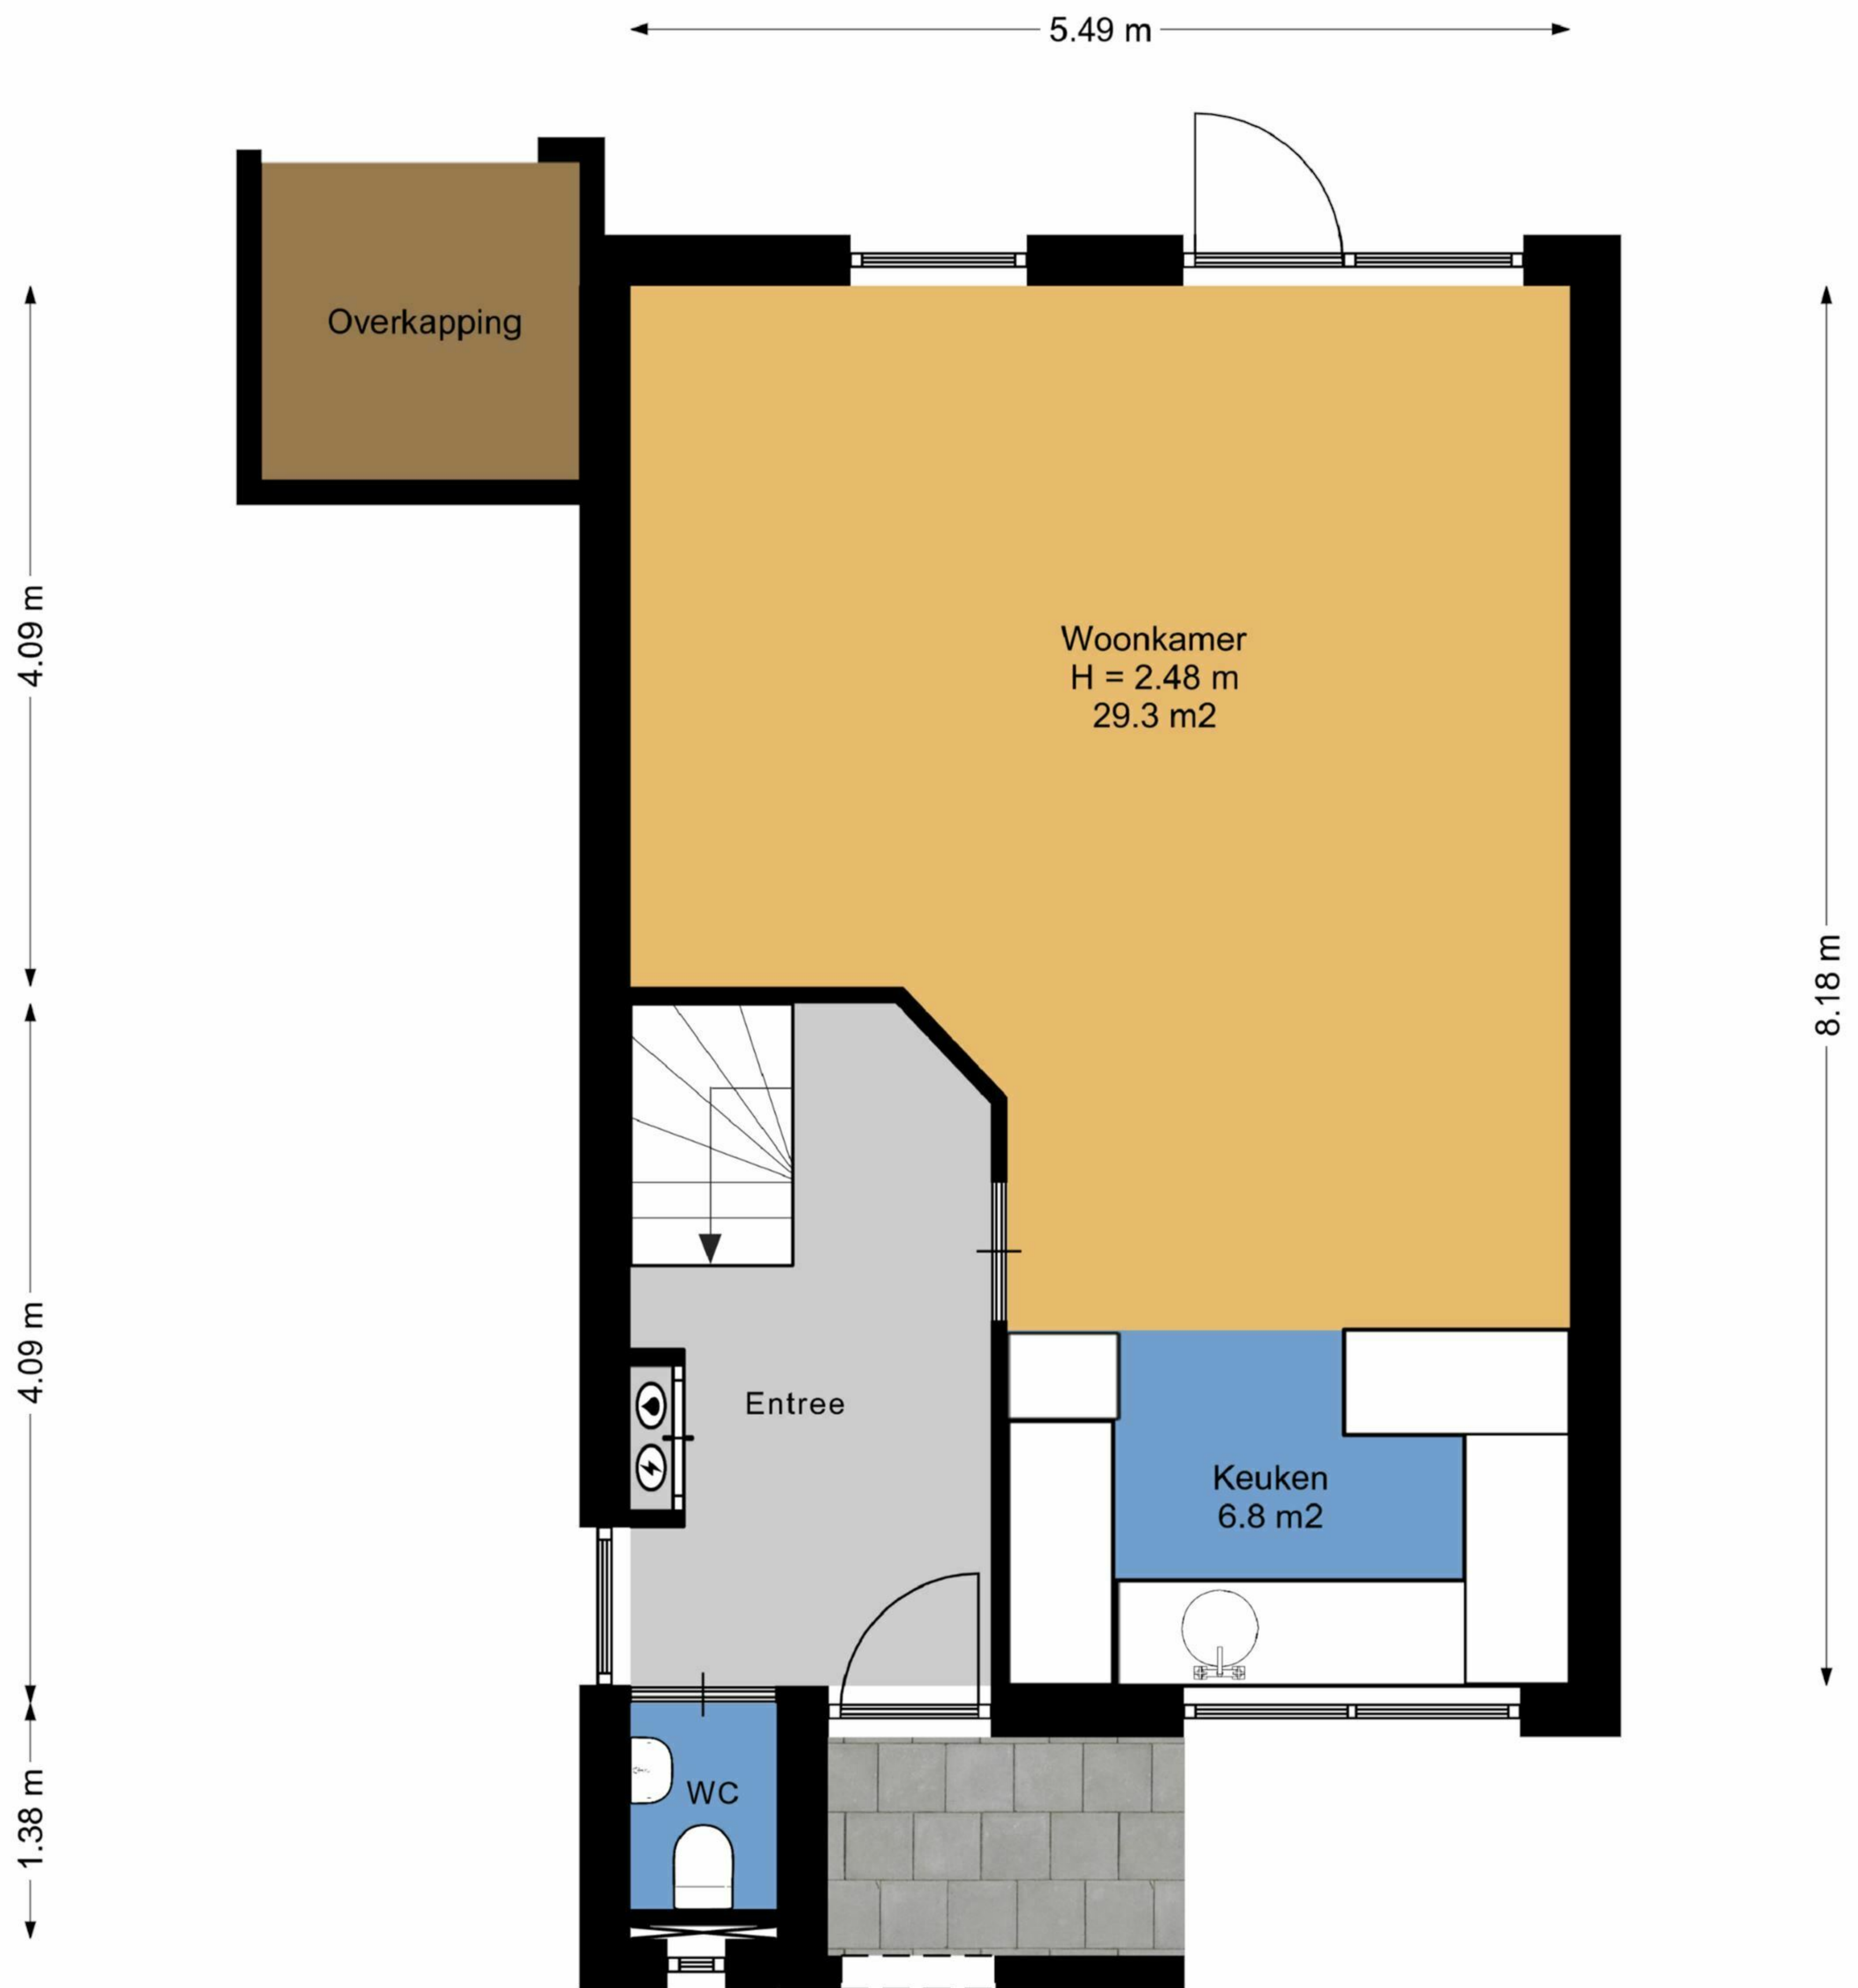 5.49 m
Overkapping
4.09 m
Woonkamer
H = 2.48 m
29.3 m2
8.18 m
4.09 m
Entree
Keuken
6.8 m2
1.38 m
WC